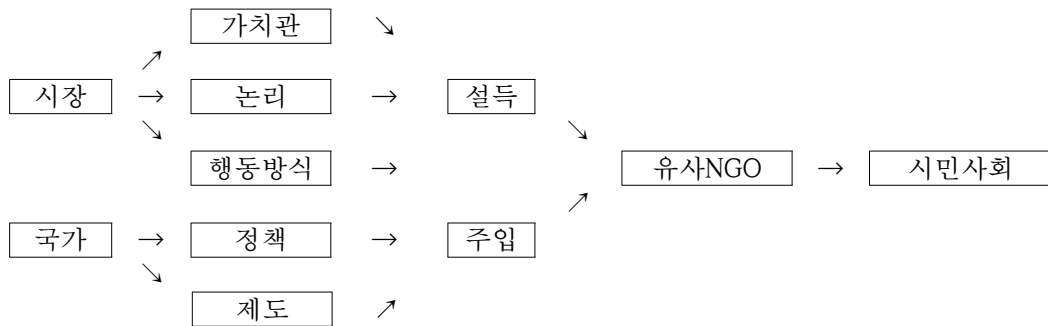 가치관 ↘
↗
시장 → 논리 → 설득
↘ ↘
행동방식 → 유사NGO → 시민사회
↗
국가 → 정책 → 주입
↘
제도 ↗